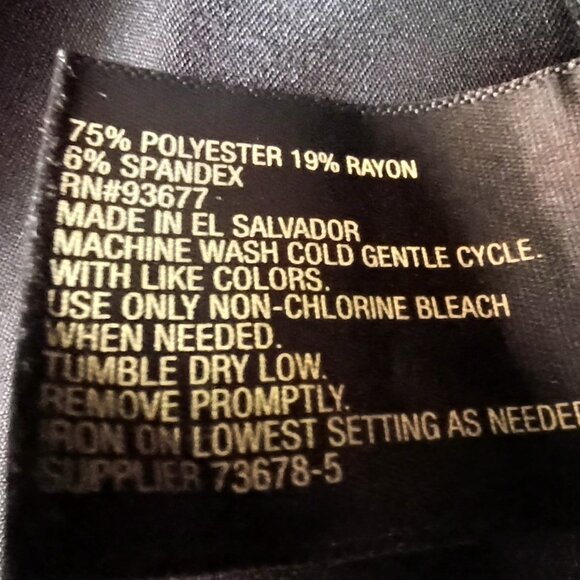 75% POLYESTER 19% RAYON
6% SPANDEX
RN#93677
MADE IN EL SALVADOR
MACHINE WASH COLD GENTLE CYCLE.
WITH LIKE COLORS.
USE ONLY NON-CHLORINE BLEACH
WHEN NEEDED.
TUMBLE DRY LOW.
REMOVE PROMPTLY.
IRON ON LOWEST SETTING AS NEEDED
SUPPLIER 73678-5